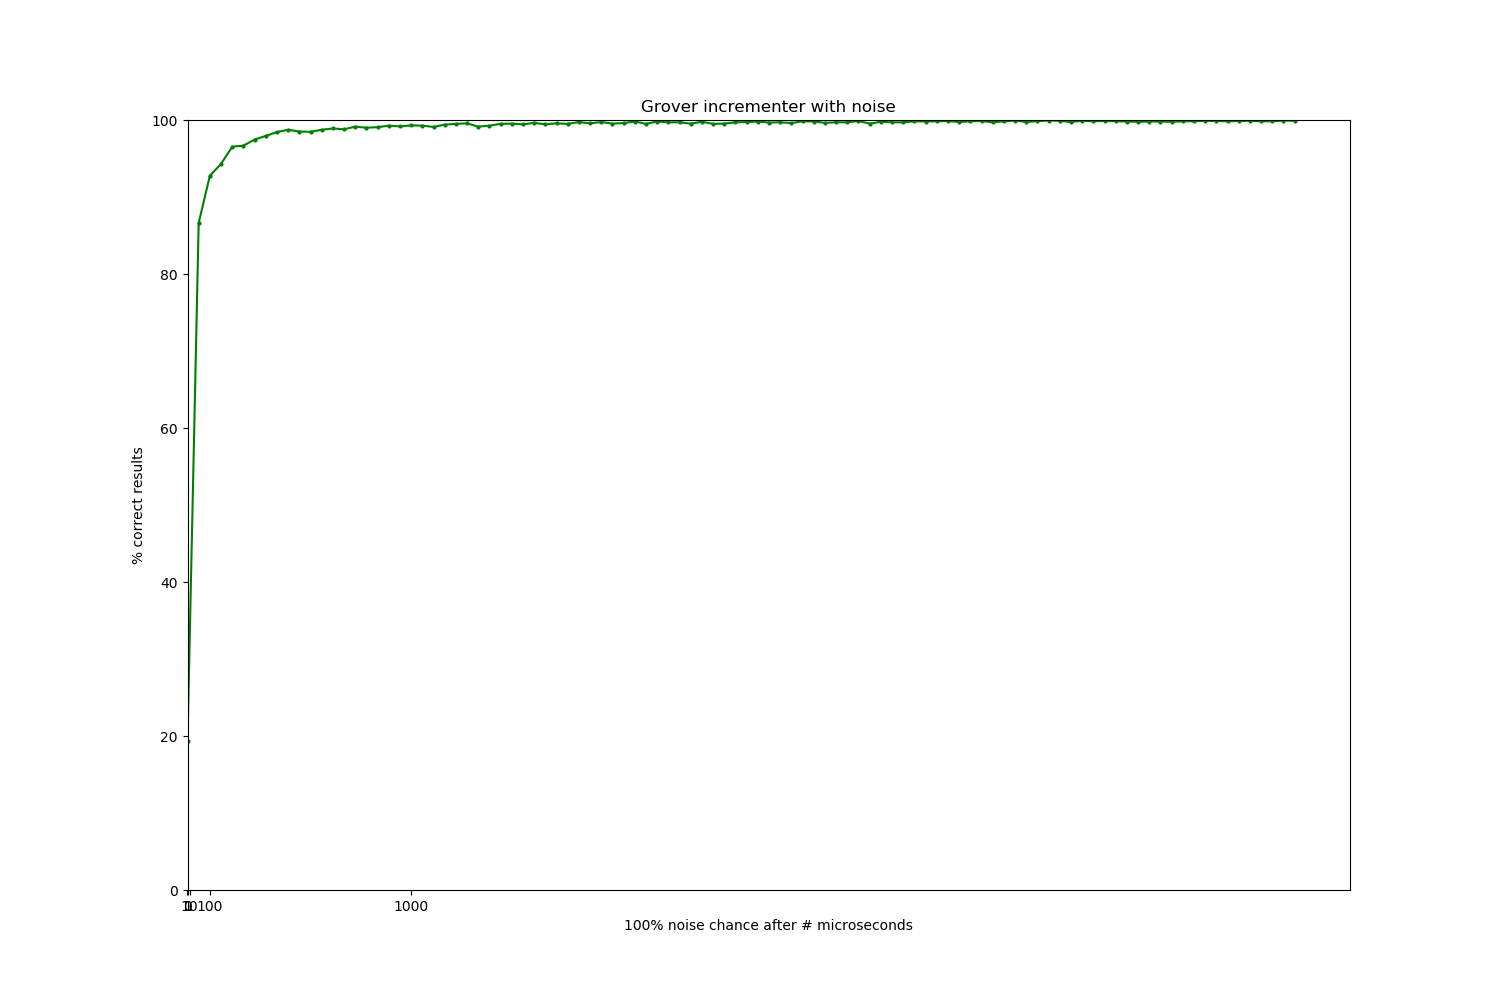 Grover incrementer with noise
100
80
60
40
20
0
% correct results
100
1000
100% noise chance after # microseconds